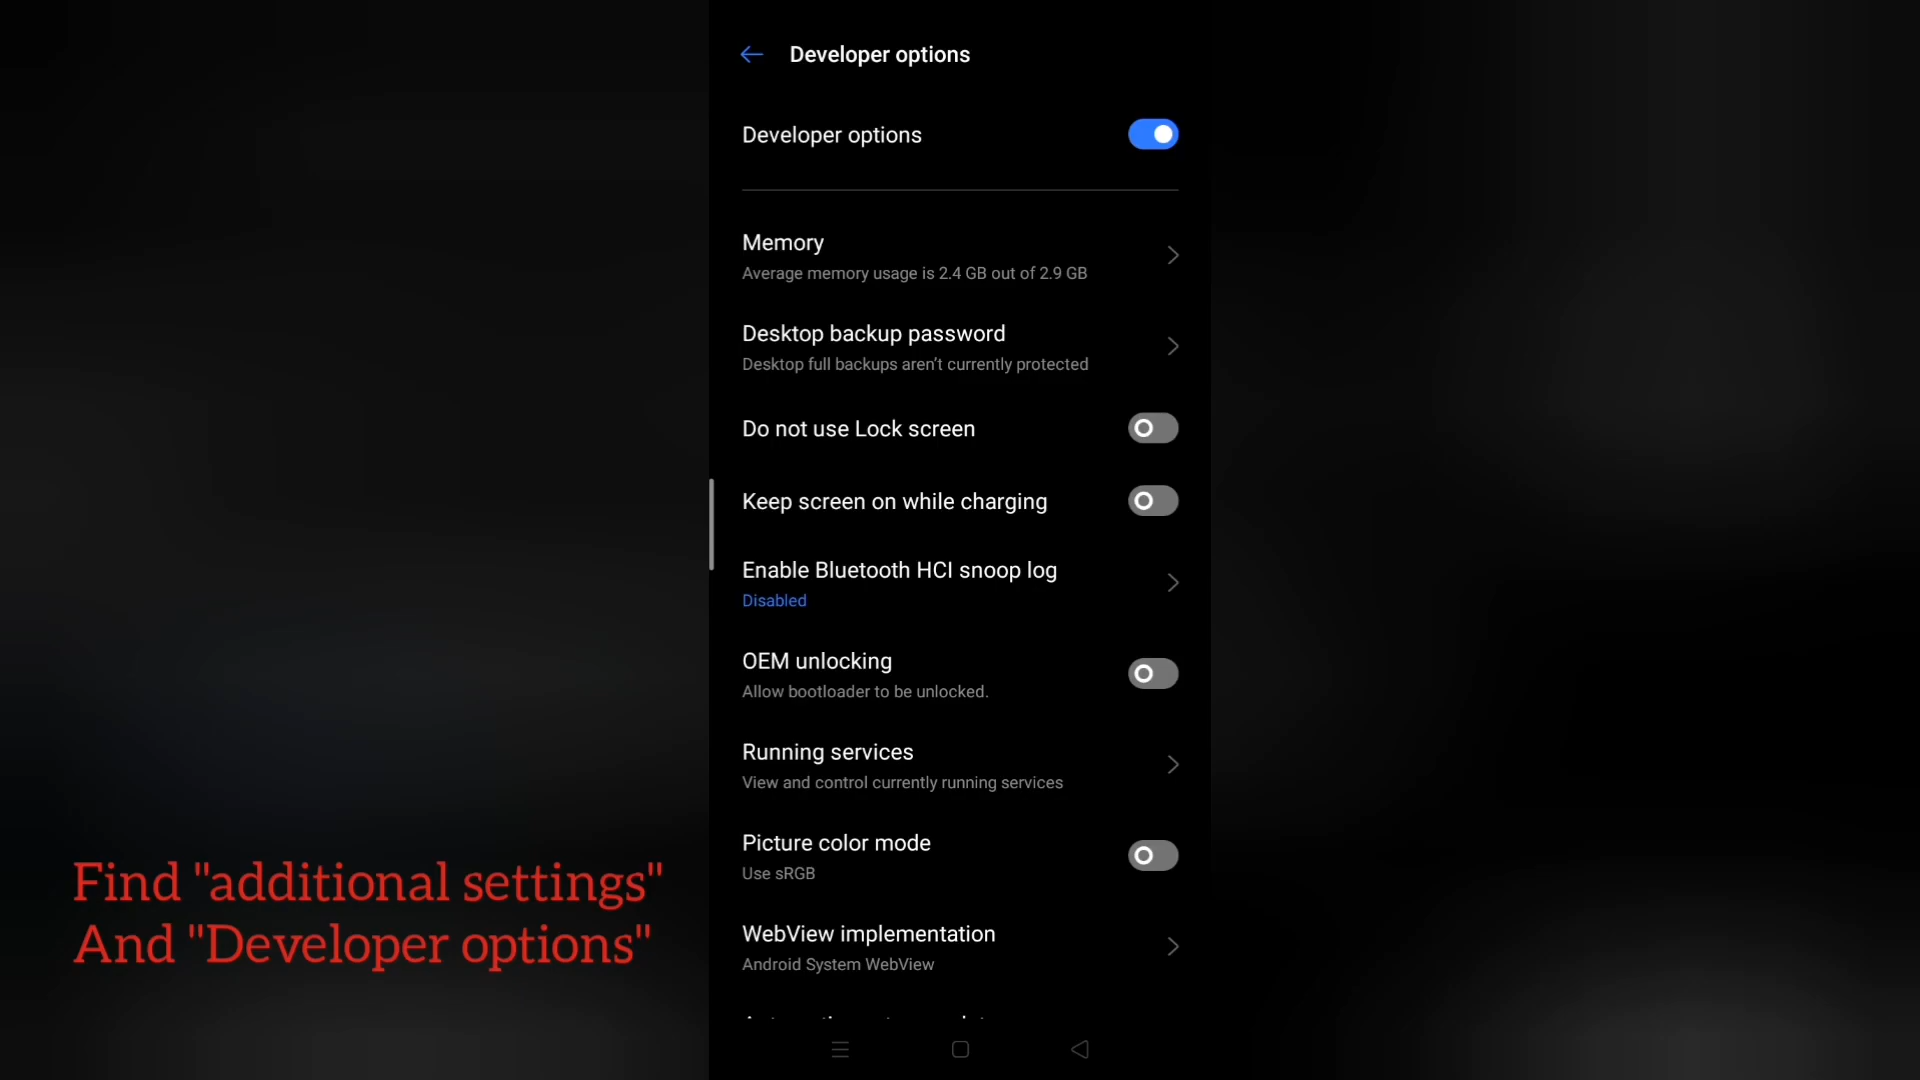 Developer options
Developer options
Memory
Average memory usage is 2.4 GB out of 2.9 GB
Desktop backup password
Desktop full backups aren’t currently protected
Do not use Lock screen
Keep screen on while charging
Enable Bluetooth HCI snoop log
Disabled
OEM unlocking
Allow bootloader to be unlocked.
Running services
View and control currently running services
Picture color mode
Use sRGB
WebView implementation
Android System WebView
Find "additional settings"
And "Developer options"